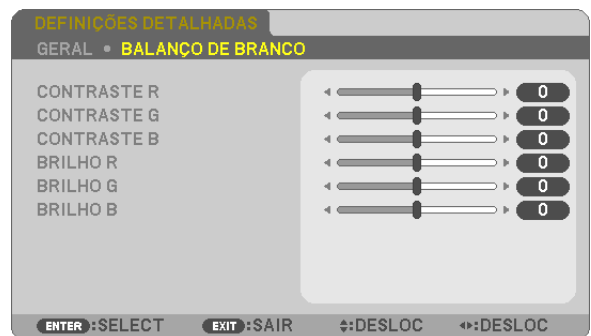 DEFINIÇÕES DETALHADAS
GERAL • BALANÇO DE BRANCO
CONTRASTE R 0
CONTRASTE G 0
CONTRASTE B 0
BRILHO R 0
BRILHO G 0
BRILHO B 0
ENTER :SELECT EXIT :SAIR :DESLOC :DESLOC